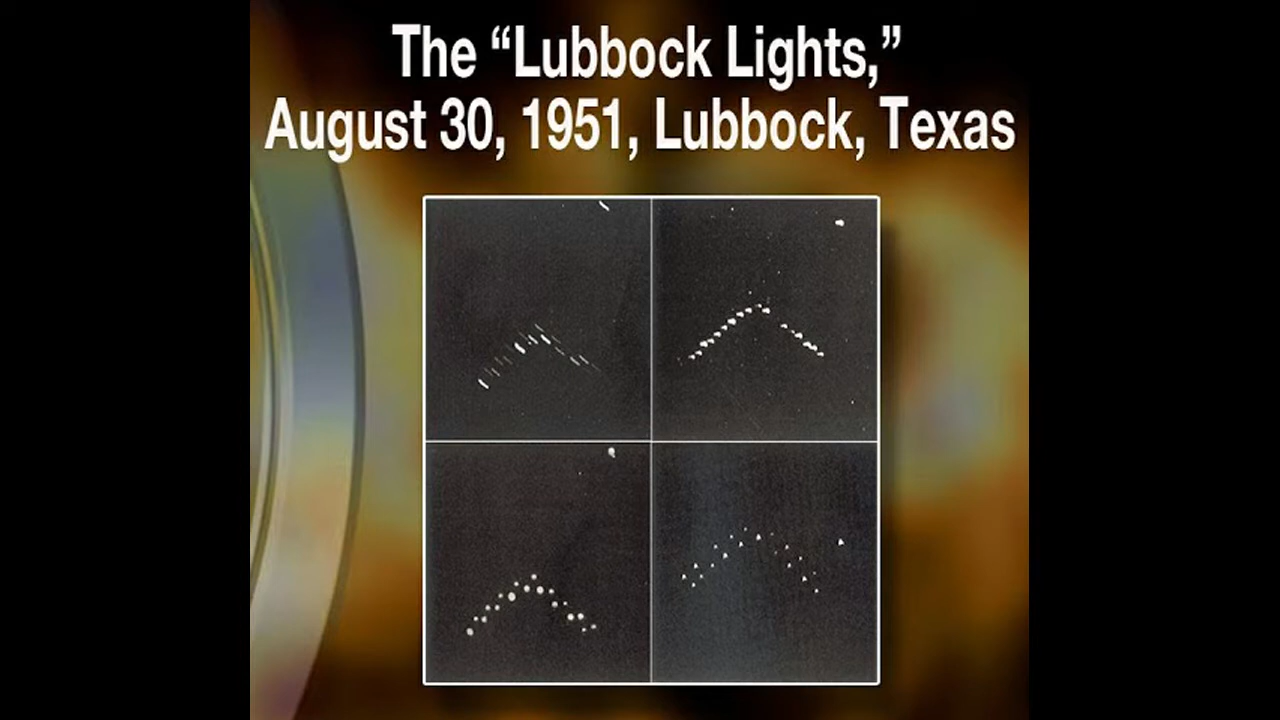 The “Lubbock Lights,”
August 30, 1951, Lubbock, Texas